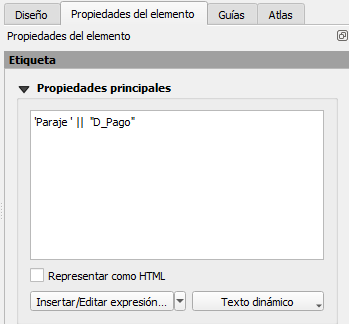 Diseño Propiedades del elemento Guías Atlas
Propiedades del elemento
Etiqueta
Propiedades principales
'Paraje ' || "D_Pago"
Representar como HTML
Insertar/Editar expresión... Texto dinámico